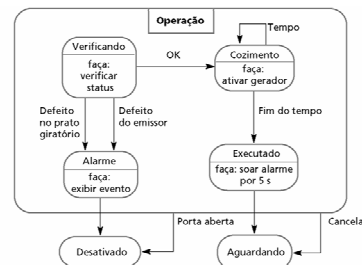 Operação
Tempo
Verificando
faça:
verificar
status
OK
Cozimento
faça:
ativar gerador
Defeito
no prato
giratório
Defeito
do emissor
Fim do tempo
Alarme
faça:
exibir evento
Executado
faça: soar alarme
por 5 s
Porta aberta
Cancela
Desativado
Aguardando